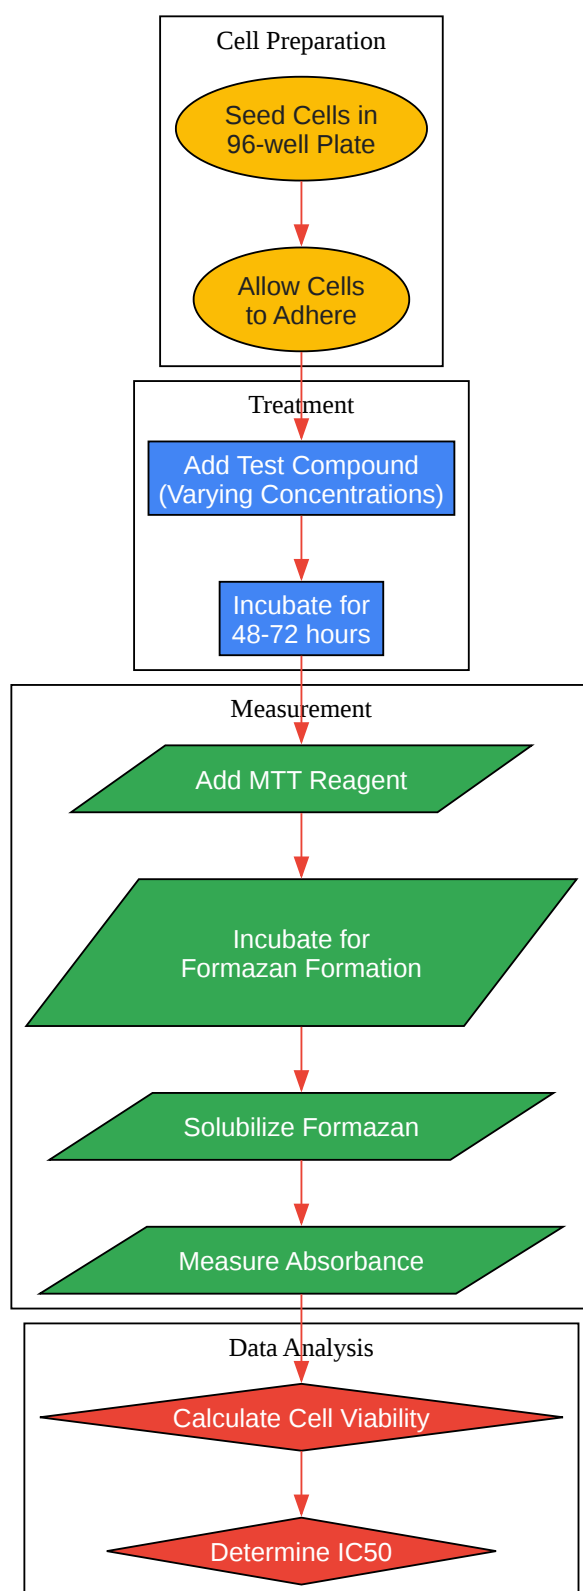 Cell Preparation
Seed Cells in
96-well Plate
Allow Cells
to Adhere
Treatment
Add Test Compound
(Varying Concentrations)
Incubate for
48-72 hours
Measurement
Add MTT Reagent
Incubate for
Formazan Formation
Solubilize Formazan
Measure Absorbance
Data Analysis
Calculate Cell Viability
Determine IC50